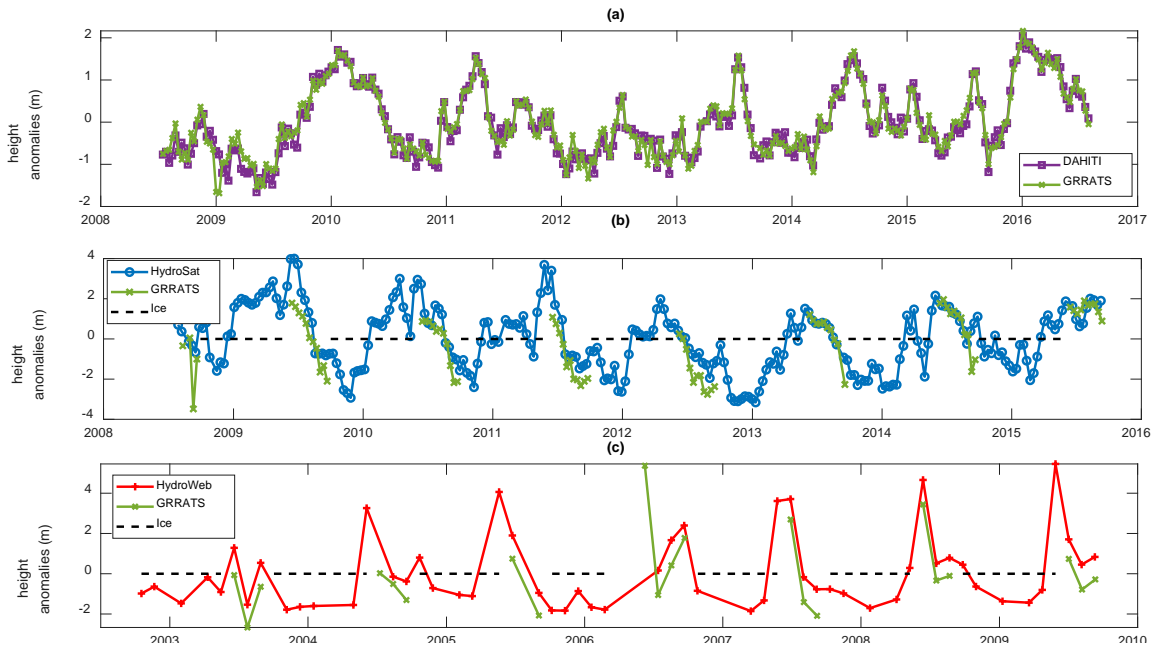 (a)
2
1
0
-1
-2
height
anomalies (m)
DAHITI
GRRATS
2008 2009 2010 2011 2012 2013 2014 2015 2016 2017
(b)
4
2
0
-2
-4
height
anomalies (m)
HydroSat
GRRATS
Ice
2008 2009 2010 2011 2012 2013 2014 2015 2016
(c)
4
2
0
-2
height
anomalies (m)
HydroWeb
GRRATS
Ice
2003 2004 2005 2006 2007 2008 2009 2010